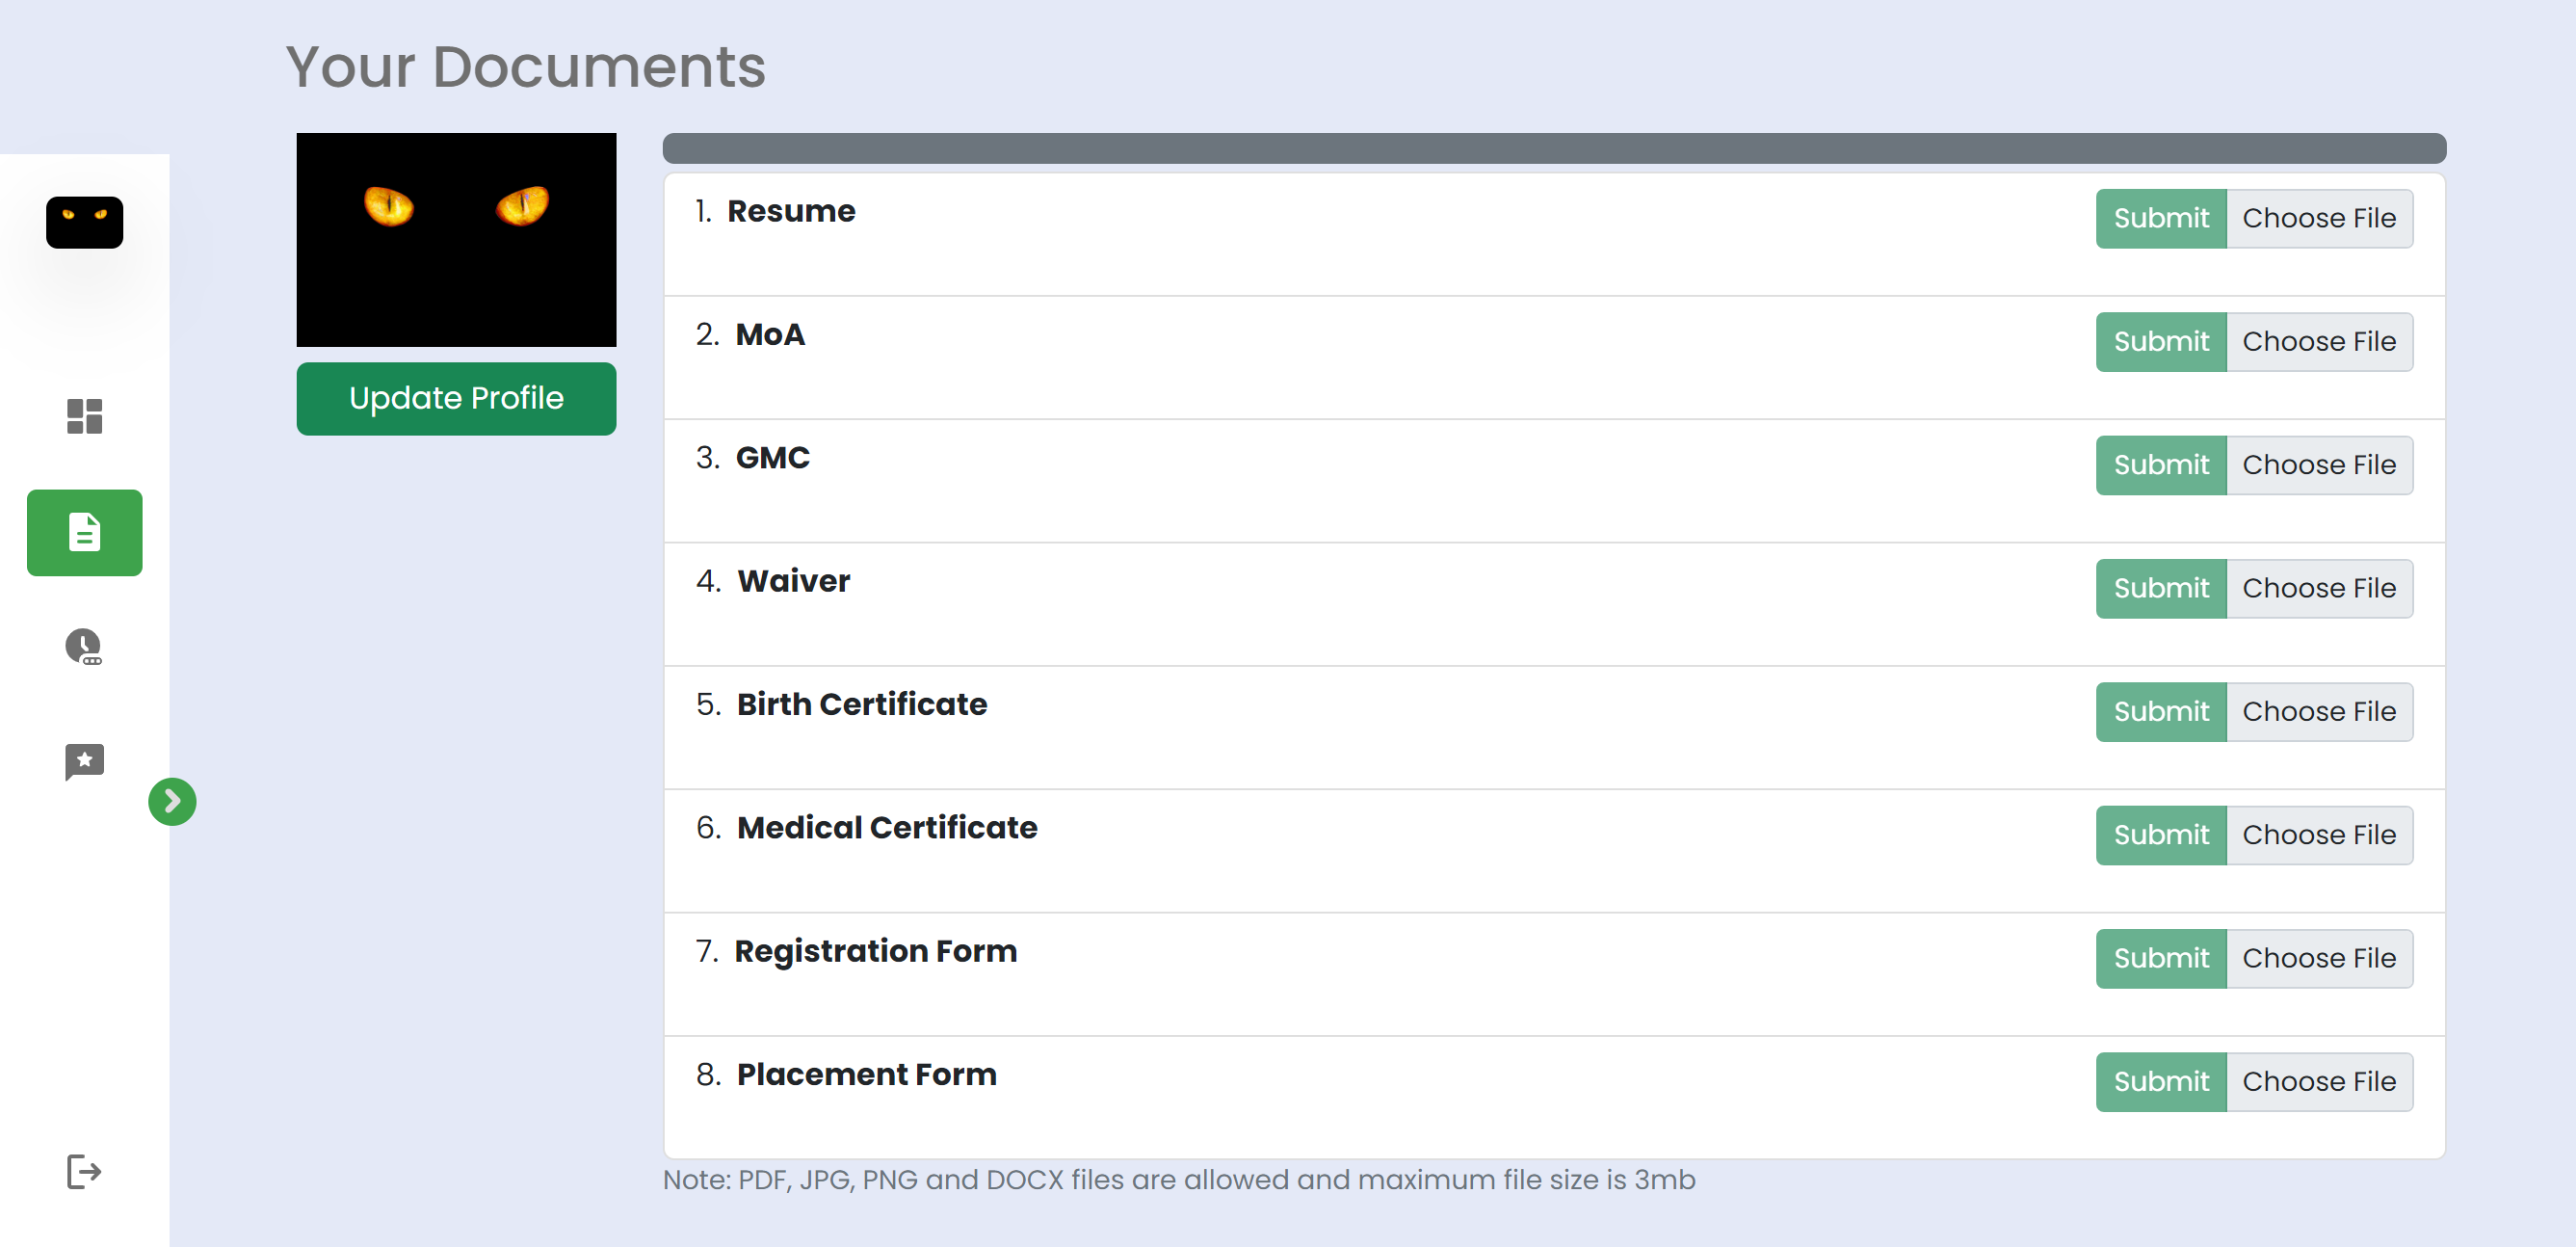 Your Documents
Update Profile
1. Resume
Submit Choose File
2. MoA
Submit Choose File
3. GMC
Submit Choose File
4. Waiver
Submit Choose File
5. Birth Certificate
Submit Choose File
6. Medical Certificate
Submit Choose File
7. Registration Form
Submit Choose File
8. Placement Form
Submit Choose File
Note: PDF, JPG, PNG and DOCX files are allowed and maximum file size is 3mb